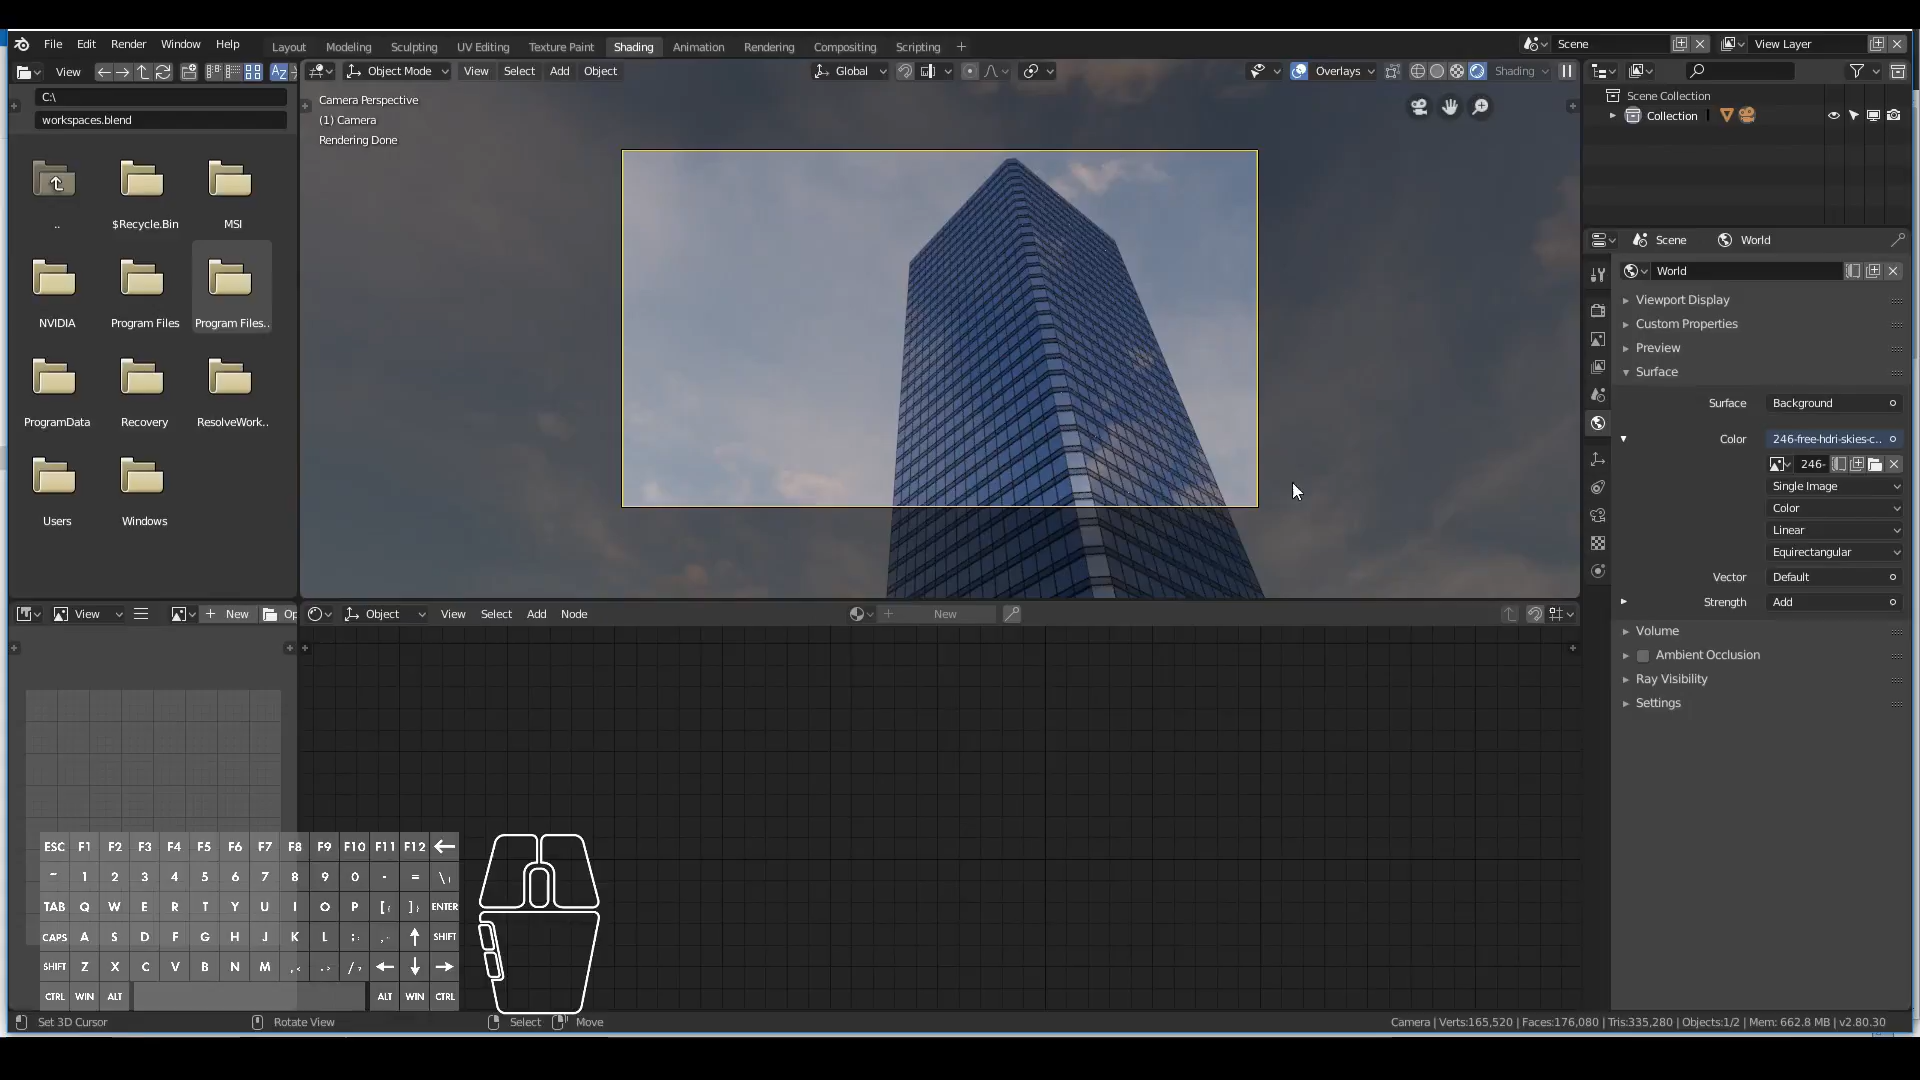 File Edit Render Window Help
Layout Modeling Sculpting UV Editing Texture Paint Shading Animation Rendering Compositing Scripting +
Scene
View Layer
View
Object Mode View Select Add Object
Global
Overlays
Shading
C:\
workspaces.blend
Camera Perspective
(1) Camera
Rendering Done
Scene Collection
Collection
..
$Recycle.Bin
MSI
NVIDIA
Program Files
Program Files..
ProgramData
Recovery
ResolveWork..
Users
Windows
Scene World
World
Viewport Display
Custom Properties
Preview
Surface
Surface Background
Color 246-free-hdri-skies-c..
246-
Single Image
Color
Linear
Equirectangular
Vector Default
Strength Add
Volume
Ambient Occlusion
Ray Visibility
Settings
View
+ New
Op
Object View Select Add Node
+ New
ESC F1 F2 F3 F4 F5 F6 F7 F8 F9 F10 F11 F12 ←
~ 1 2 3 4 5 6 7 8 9 0 - = \
TAB Q W E R T Y U I O P [ ] ENTER
CAPS A S D F G H J K L ; ↑ SHIFT
SHIFT Z X C V B N M , . / ← ↓ →
CTRL WIN ALT ALT WIN CTRL
Set 3D Cursor
Rotate View
Select
Move
Camera | Verts:165,520 | Faces:176,080 | Tris:335,280 | Objects:1/2 | Mem: 662.8 MB | v2.80.30